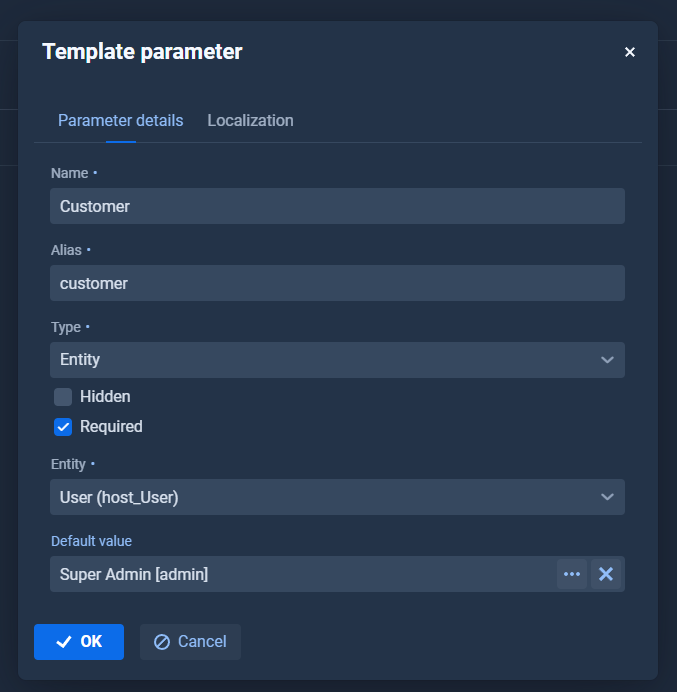 Template parameter
Parameter details Localization
Name •
Customer
Alias •
customer
Type •
Entity
Hidden
Required
Entity •
User (host_User)
Default value
Super Admin [admin]
OK Cancel